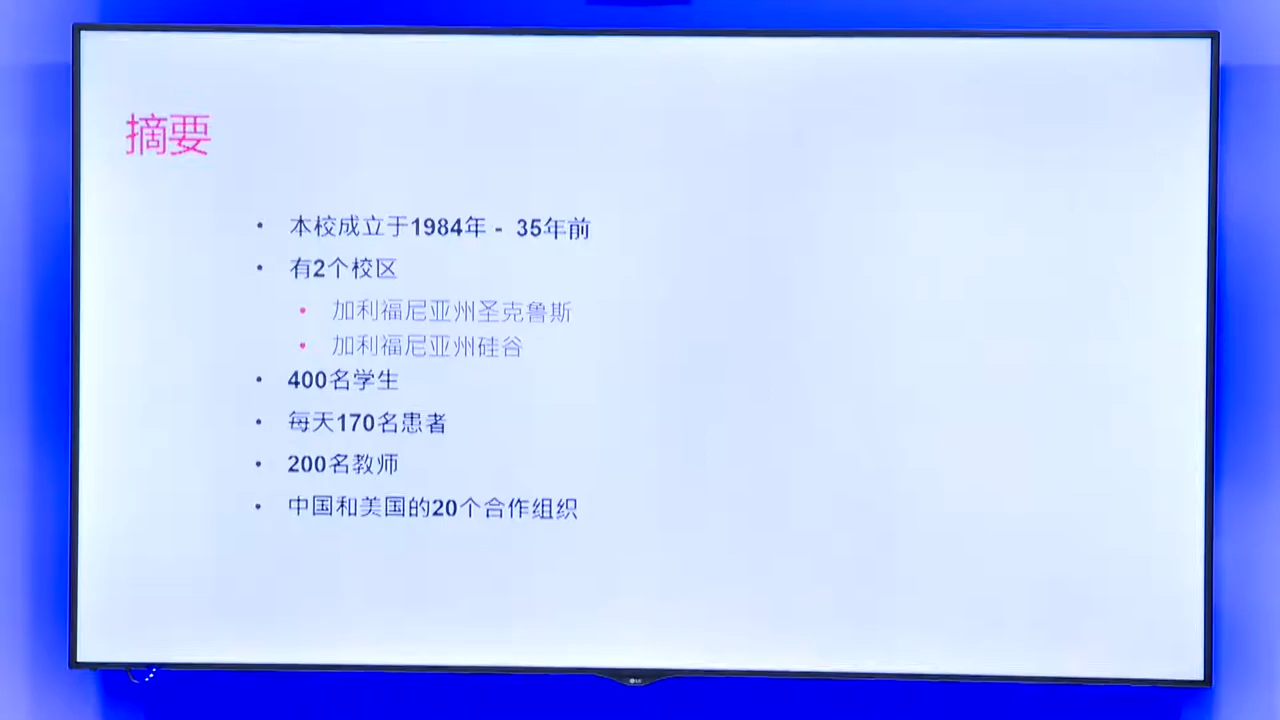 摘要
• 本校成立于1984年 - 35年前
• 有2个校区
• 加利福尼亚州圣克鲁斯
• 加利福尼亚州硅谷
• 400名学生
• 每天170名患者
• 200名教师
• 中国和美国的20个合作组织
LG